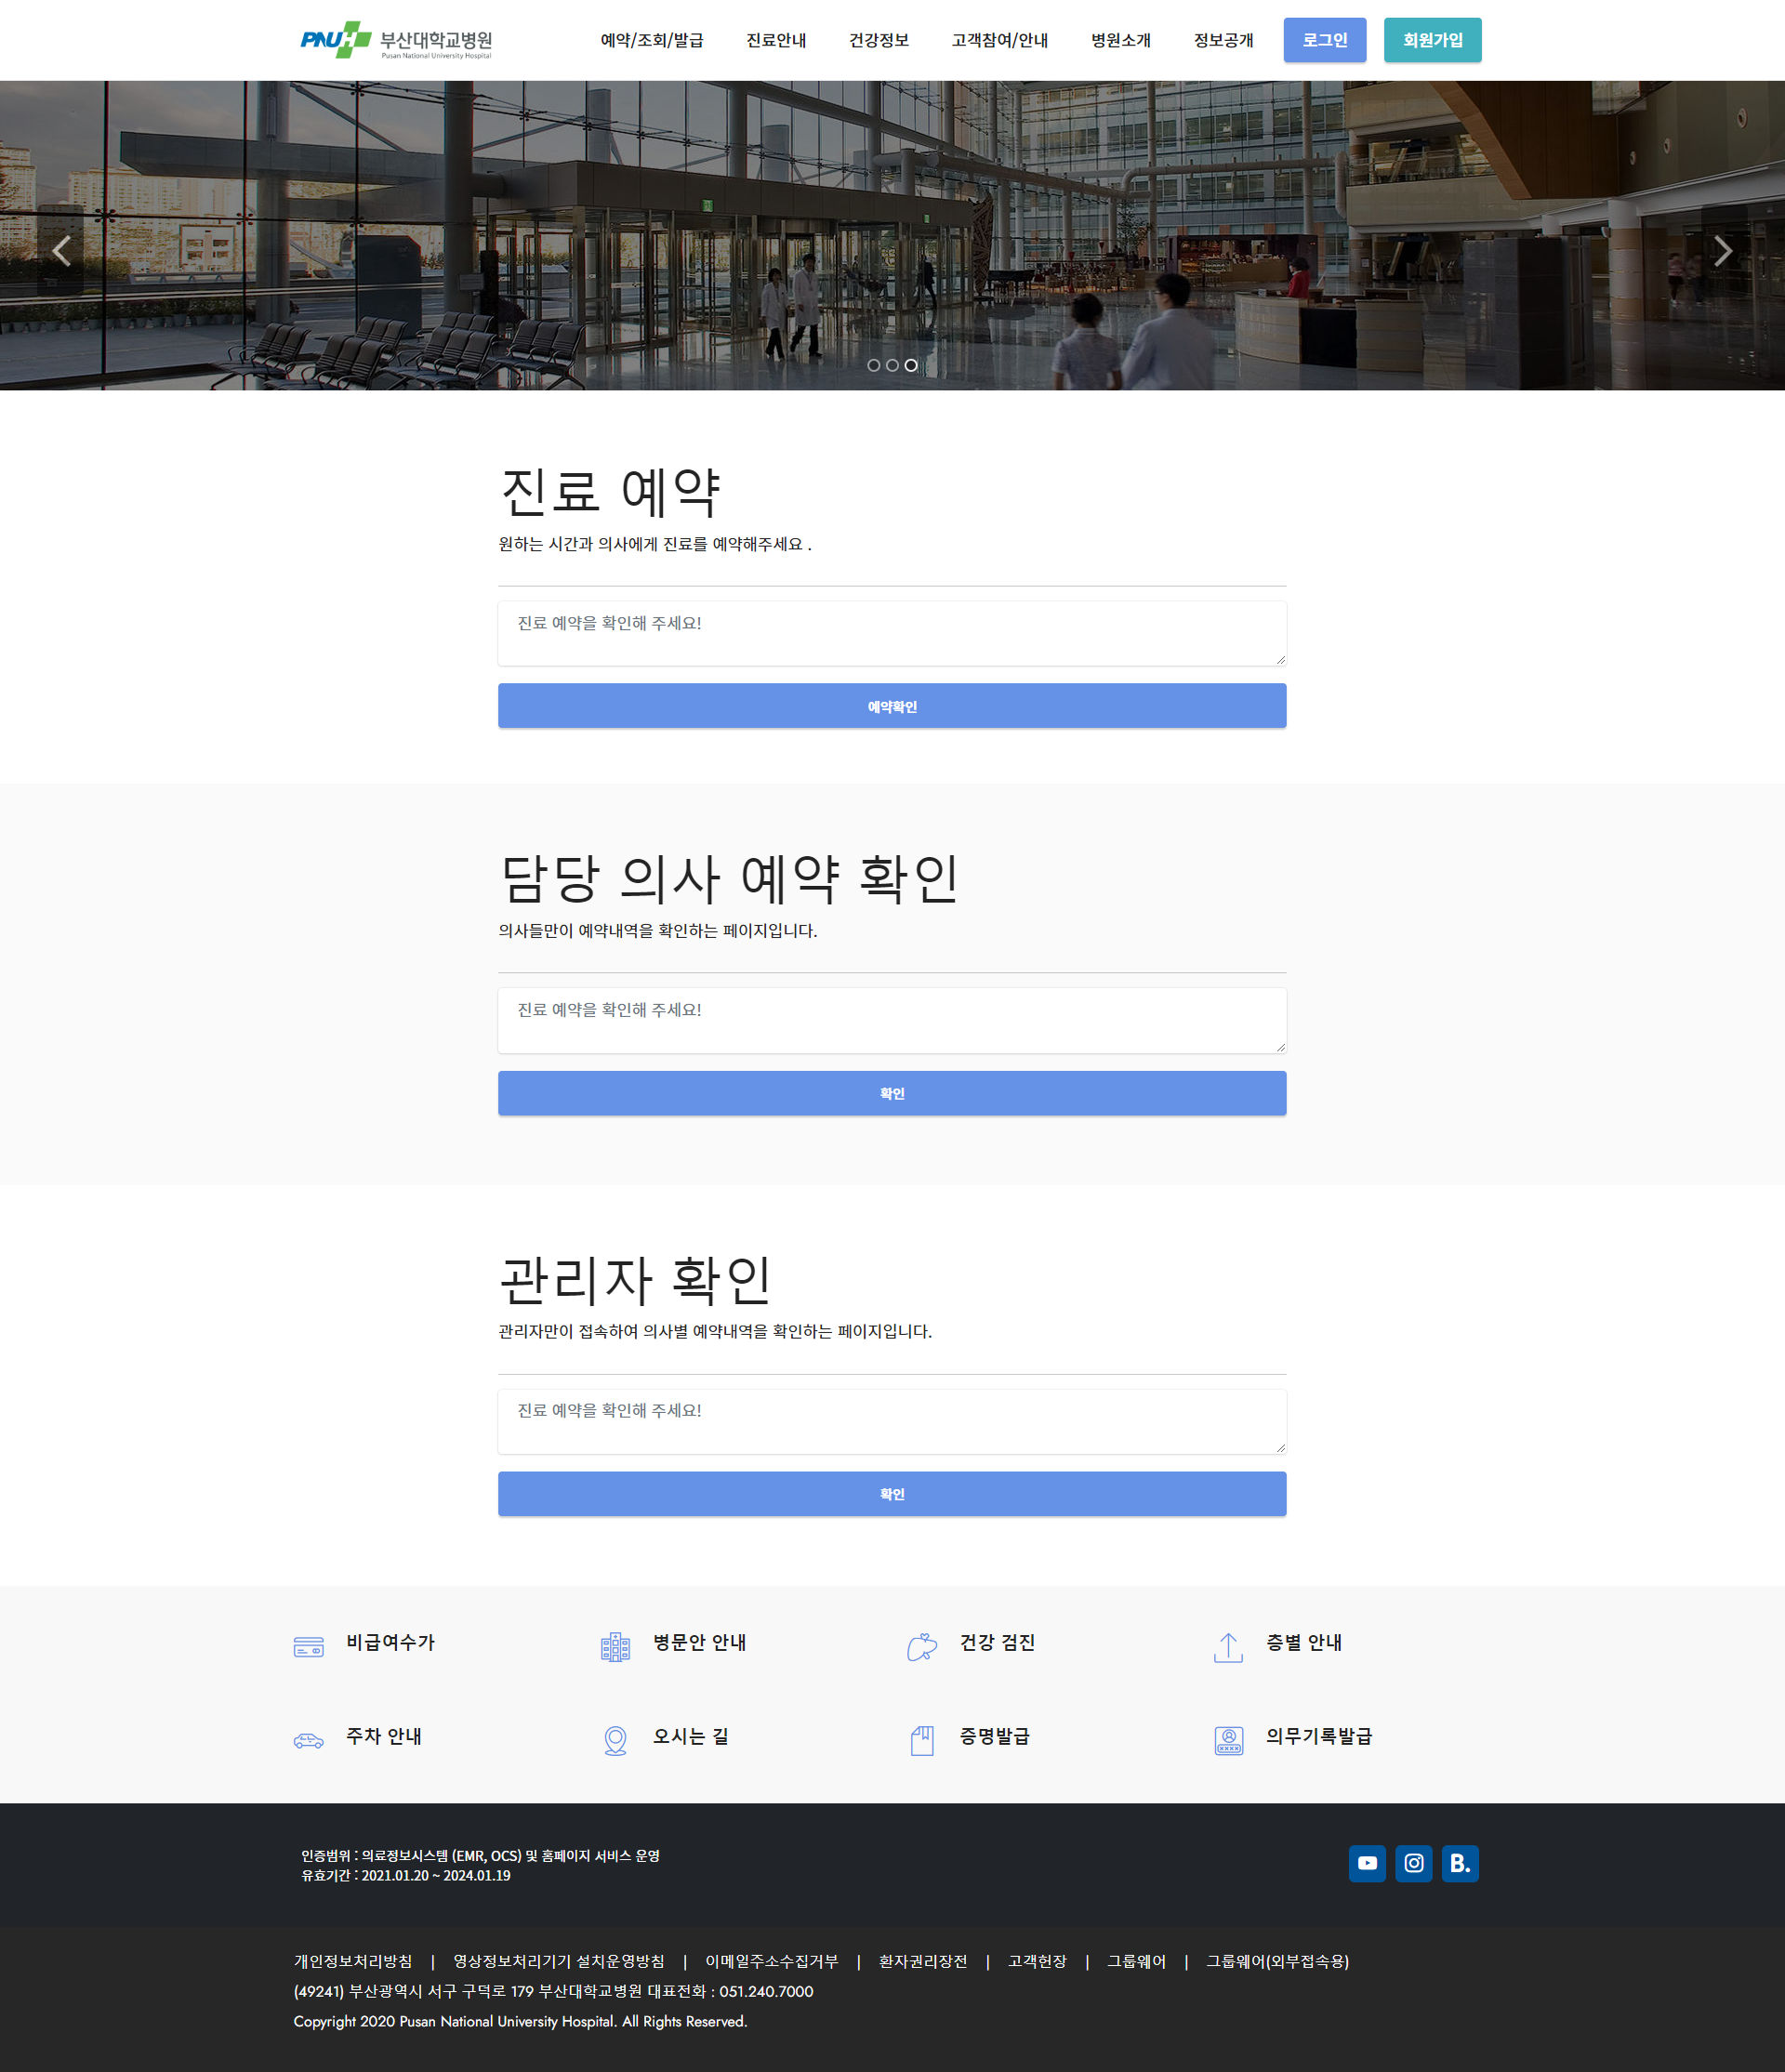 PNUH 부산대학교병원
Pusan National University Hospital
예약/조회/발급 진료안내 건강정보 고객참여/안내 병원소개 정보공개 로그인 회원가입
진료 예약
원하는 시간과 의사에게 진료를 예약해주세요 .
진료 예약을 확인해 주세요!
예약확인
담당 의사 예약 확인
의사들만이 예약내역을 확인하는 페이지입니다.
진료 예약을 확인해 주세요!
확인
관리자 확인
관리자만이 접속하여 의사별 예약내역을 확인하는 페이지입니다.
진료 예약을 확인해 주세요!
확인
비급여수가 병문안 안내 건강 검진 층별 안내
주차 안내 오시는 길 증명발급 의무기록발급
인증범위 : 의료정보시스템 (EMR, OCS) 및 홈페이지 서비스 운영
유효기간 : 2021.01.20 ~ 2024.01.19
B.
개인정보처리방침 | 영상정보처리기기 설치운영방침 | 이메일주소수집거부 | 환자권리장전 | 고객헌장 | 그룹웨어 | 그룹웨어(외부접속용)
(49241) 부산광역시 서구 구덕로 179 부산대학교병원 대표전화 : 051.240.7000
Copyright 2020 Pusan National University Hospital. All Rights Reserved.